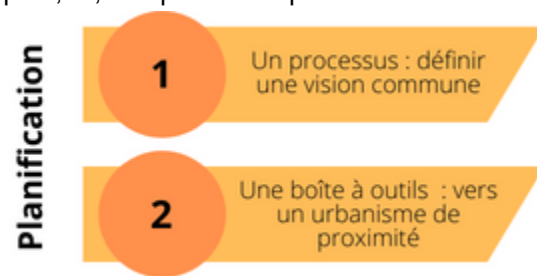 Planification
1
Un processus : définir
une vision commune
2
Une boîte à outils : vers
un urbanisme de
proximité